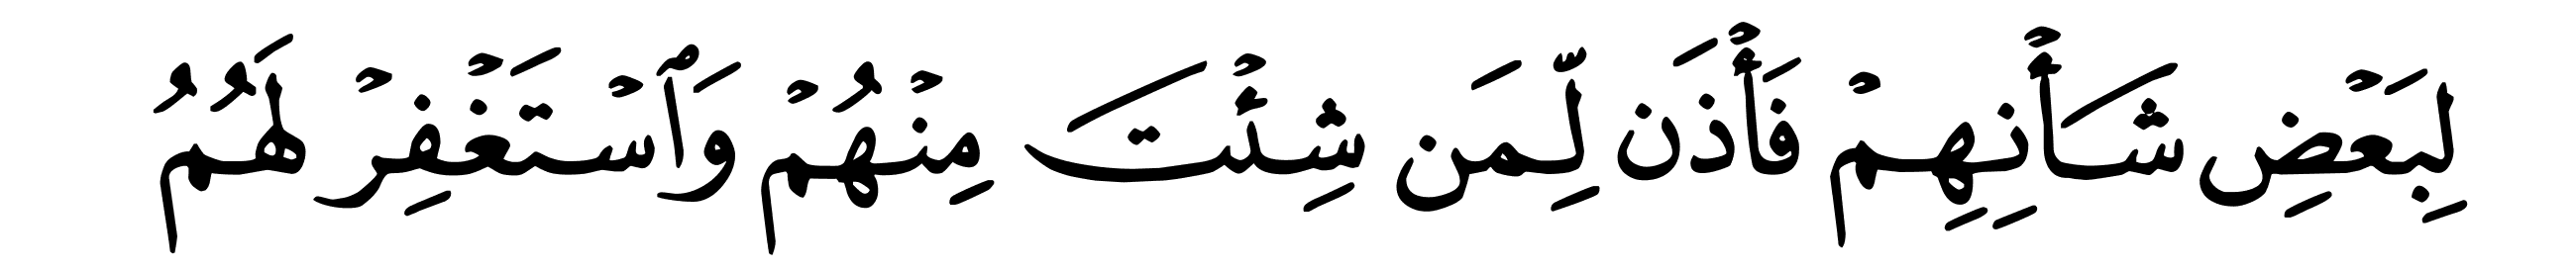 لِبَعْضِ شَأْنِهِمْ فَأْذَن لِّمَن شِئْتَ مِنْهُمْ وَٱسْتَغْفِرْ لَهُمُ